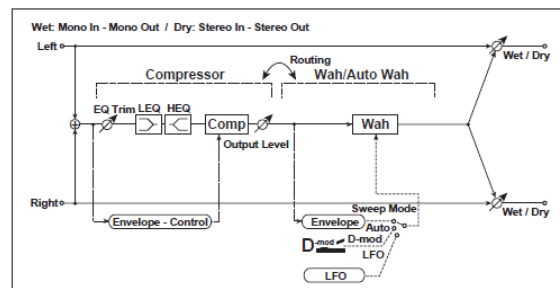 Wet: Mono In - Mono Out / Dry: Stereo In - Stereo Out
Left
Wet / Dry
Routing
Compressor
Wah/Auto Wah
EQ Trim LEQ HEQ
Comp
Wah
Output Level
Right
Wet / Dry
Sweep Mode
Envelope - Control
Envelope
Auto
D-mod D-mod
LFO
LFO